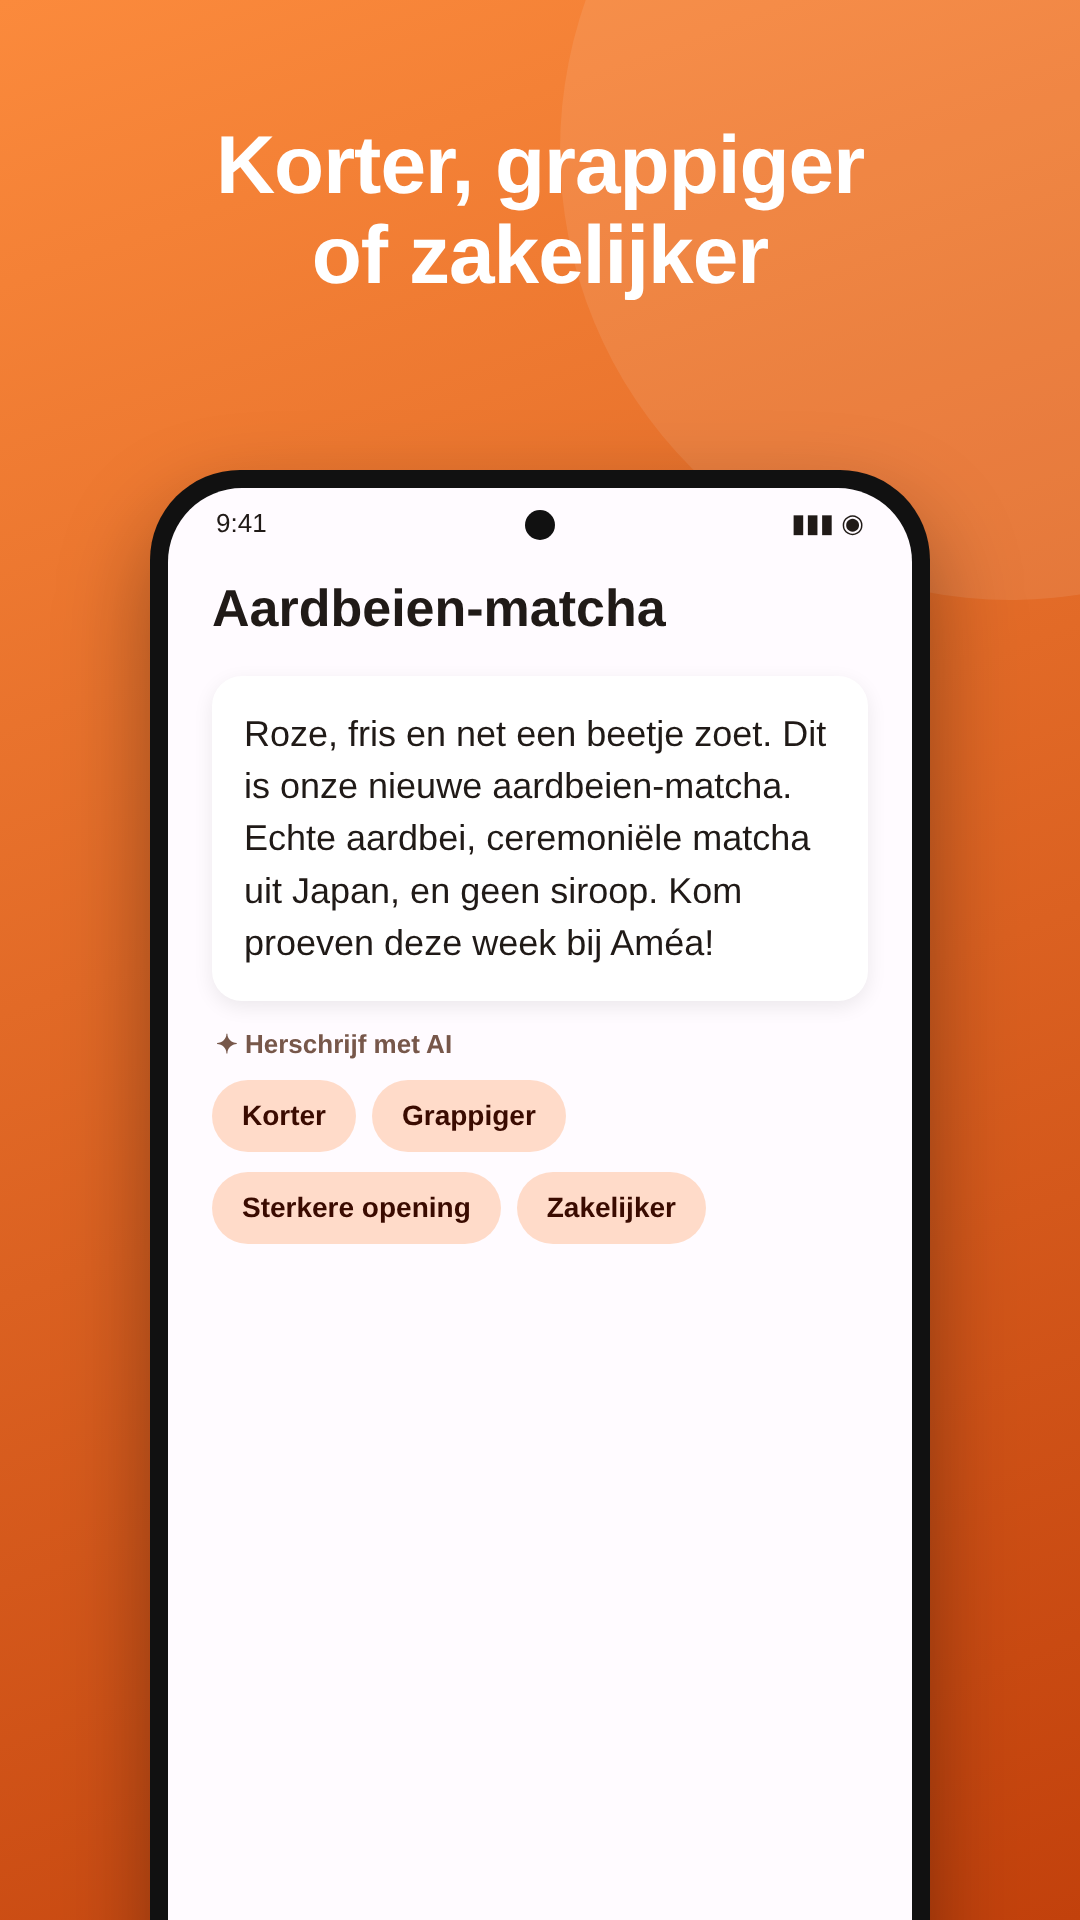 Korter, grappiger
of zakelijker
9:41
Aardbeien-matcha
Roze, fris en net een beetje zoet. Dit
is onze nieuwe aardbeien-matcha.
Echte aardbei, ceremoniële matcha
uit Japan, en geen siroop. Kom
proeven deze week bij Améa!
✦ Herschrijf met AI
Korter
Grappiger
Sterkere opening
Zakelijker